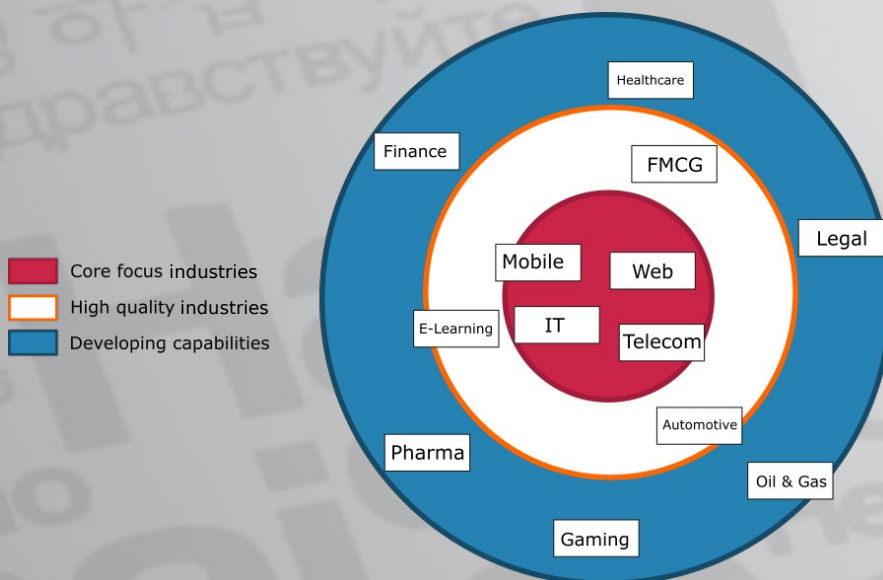 здравствуйте
Healthcare
Finance
FMCG
Legal
Mobile
Web
Core focus industries
High quality industries
E-Learning
IT
Developing capabilities
Telecom
Automotive
Pharma
Oil & Gas
Gaming